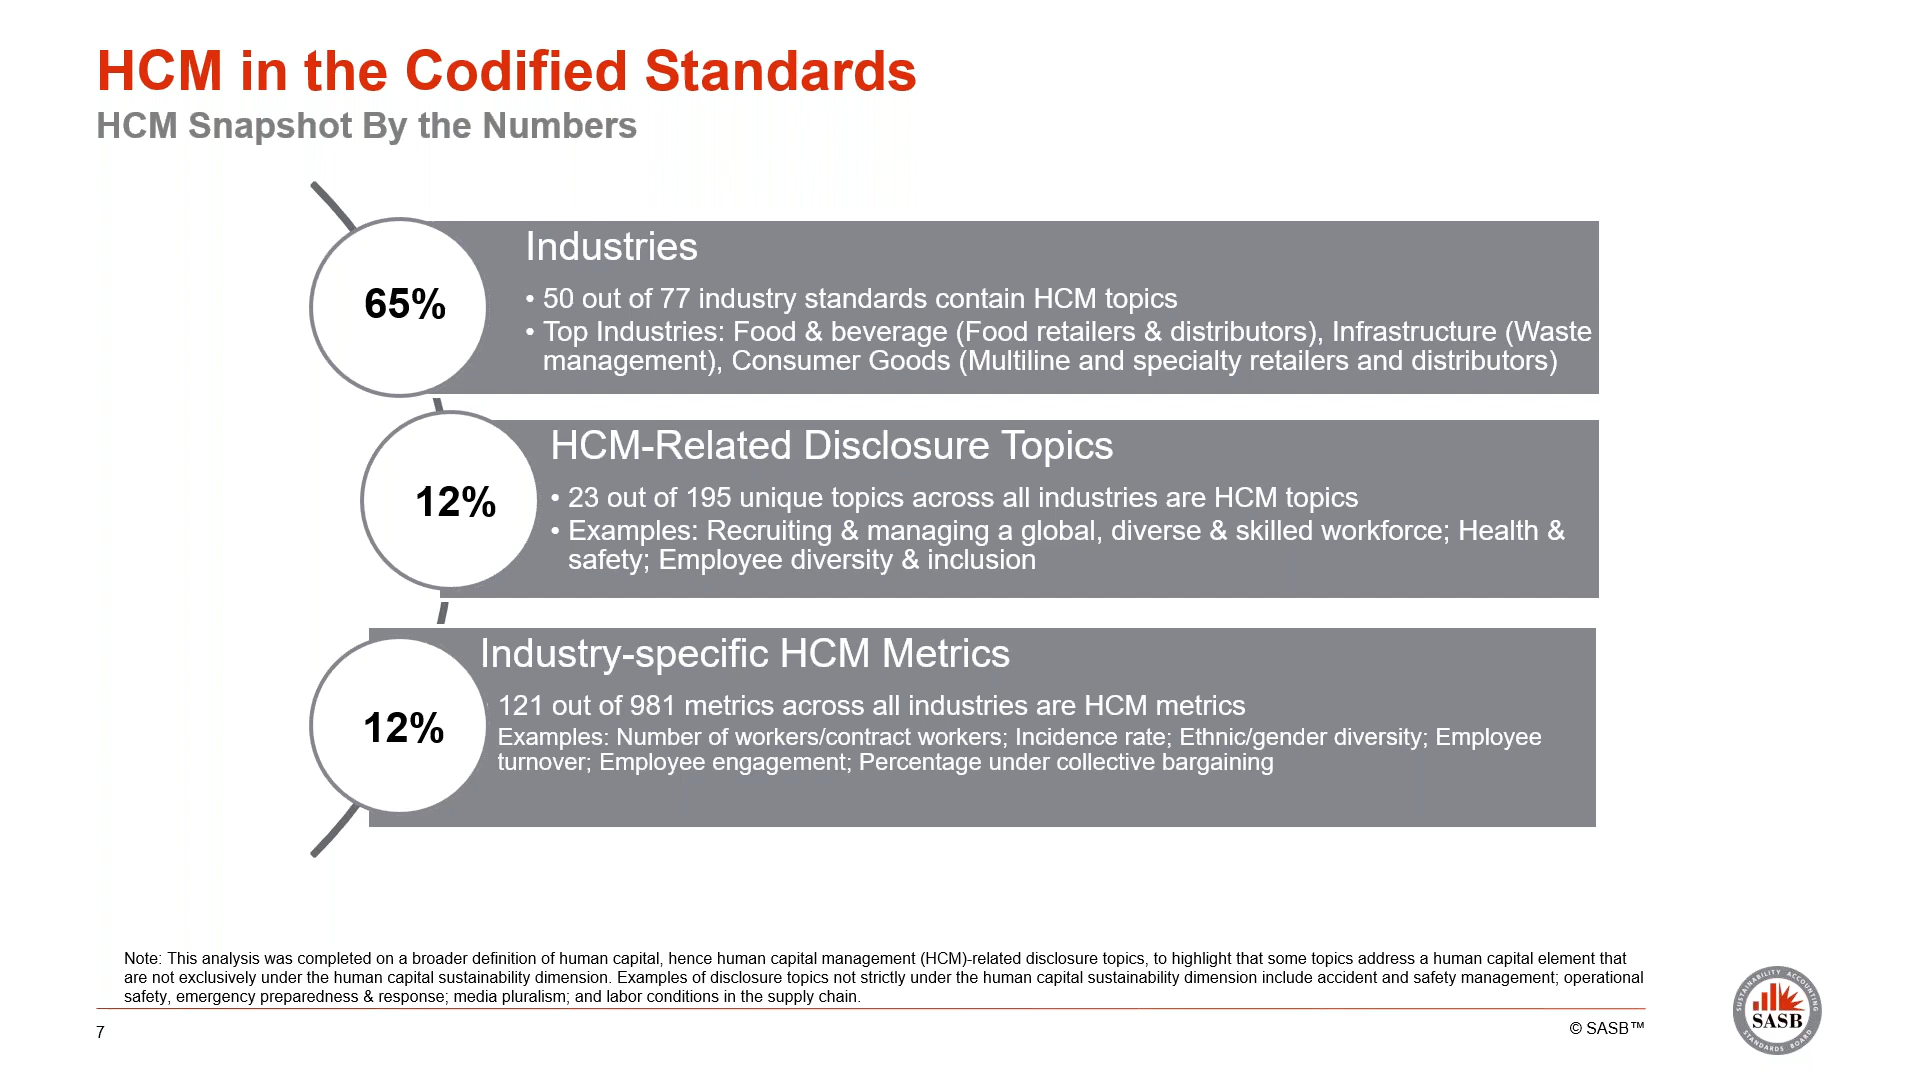 HCM in the Codified Standards
HCM Snapshot By the Numbers
65%
Industries
• 50 out of 77 industry standards contain HCM topics
• Top Industries: Food & beverage (Food retailers & distributors), Infrastructure (Waste
management), Consumer Goods (Multiline and specialty retailers and distributors)
12%
HCM-Related Disclosure Topics
• 23 out of 195 unique topics across all industries are HCM topics
• Examples: Recruiting & managing a global, diverse & skilled workforce; Health &
safety; Employee diversity & inclusion
12%
Industry-specific HCM Metrics
121 out of 981 metrics across all industries are HCM metrics
Examples: Number of workers/contract workers; Incidence rate; Ethnic/gender diversity; Employee
turnover; Employee engagement; Percentage under collective bargaining
Note: This analysis was completed on a broader definition of human capital, hence human capital management (HCM)-related disclosure topics, to highlight that some topics address a human capital element that
are not exclusively under the human capital sustainability dimension. Examples of disclosure topics not strictly under the human capital sustainability dimension include accident and safety management; operational
safety, emergency preparedness & response; media pluralism; and labor conditions in the supply chain.
7
© SASB™
SUSTAINABILITY ACCOUNTING
SASB
STANDARDS BOARD